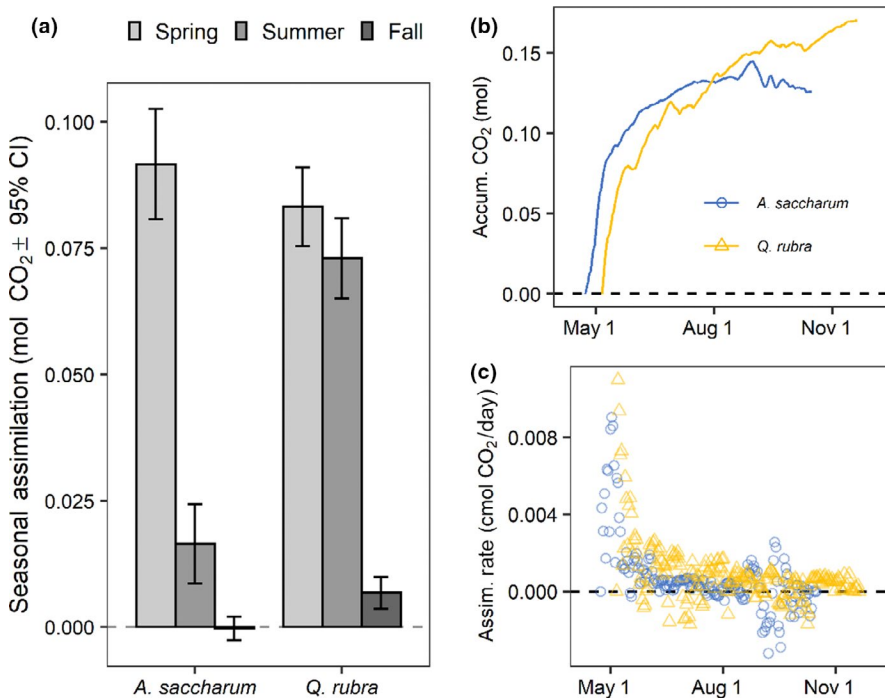 (a)
Spring Summer Fall
Seasonal assimilation (mol CO₂ ± 95% CI)
0.100
0.075
0.050
0.025
0.000
A. saccharum Q. rubra
(b)
Accum. CO₂ (mol)
0.15
0.10
0.05
0.00
A. saccharum
Q. rubra
May 1 Aug 1 Nov 1
(c)
Assim. rate (cmol CO₂/day)
0.008
0.004
0.000
May 1 Aug 1 Nov 1